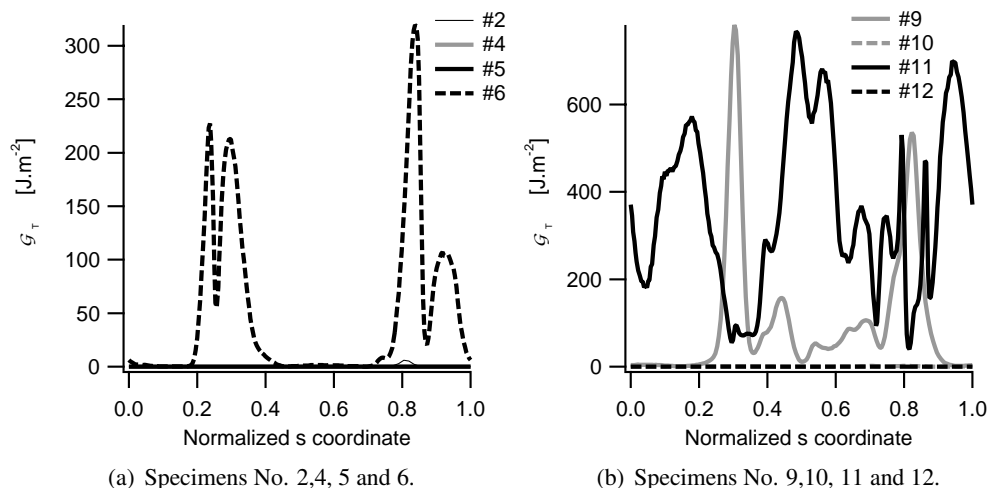 300
250
200
150
100
50
0
𝒢τ [J.m-2]
0.0 0.2 0.4 0.6 0.8 1.0
Normalized s coordinate
#2
#4
#5
#6
(a) Specimens No. 2,4, 5 and 6.
600
400
200
0
𝒢τ [J.m-2]
0.0 0.2 0.4 0.6 0.8 1.0
Normalized s coordinate
#9
#10
#11
#12
(b) Specimens No. 9,10, 11 and 12.